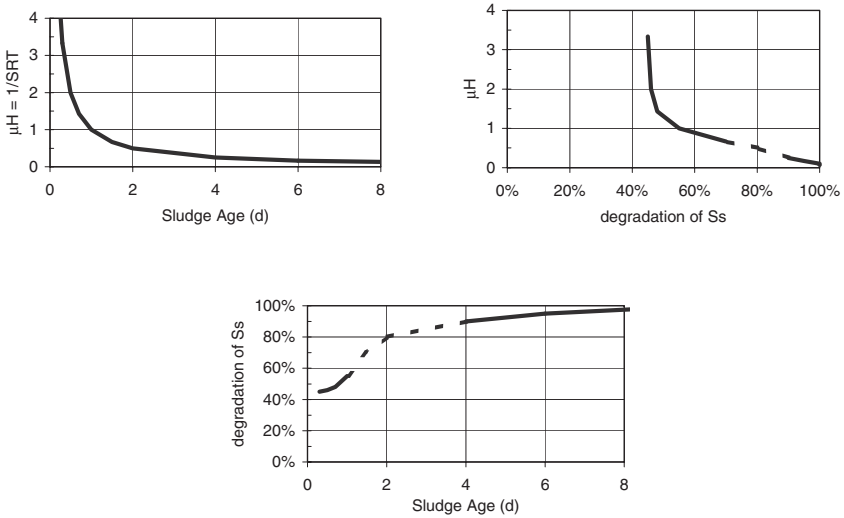 4
3
2
1
0
μH = 1/SRT
0 2 4 6 8
Sludge Age (d)
4
3
2
1
0
μH
0% 20% 40% 60% 80% 100%
degradation of Ss
100%
80%
60%
40%
20%
0%
degradation of Ss
0 2 4 6 8
Sludge Age (d)